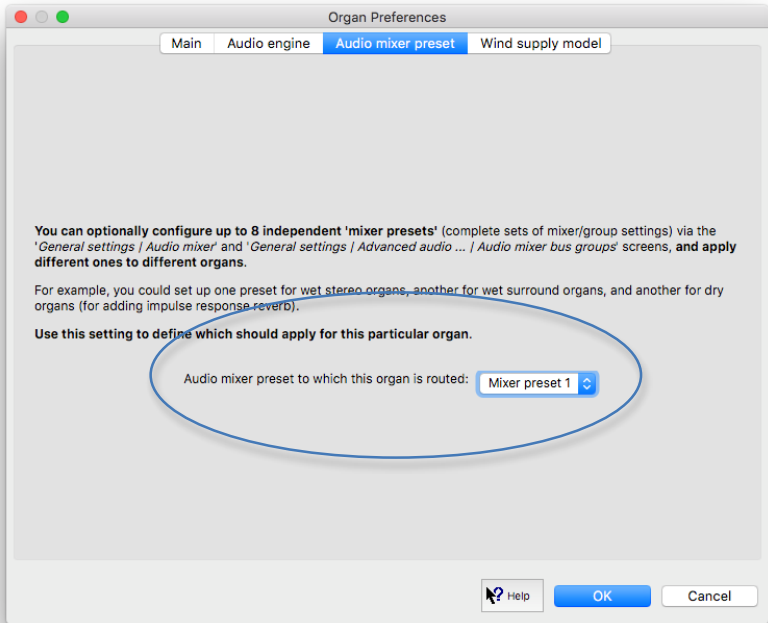 Organ Preferences
Main Audio engine Audio mixer preset Wind supply model
You can optionally configure up to 8 independent 'mixer presets' (complete sets of mixer/group settings) via the
'General settings | Audio mixer' and 'General settings | Advanced audio ... | Audio mixer bus groups' screens, and apply
different ones to different organs.
For example, you could set up one preset for wet stereo organs, another for wet surround organs, and another for dry
organs (for adding impulse response reverb).
Use this setting to define which should apply for this particular organ.
Audio mixer preset to which this organ is routed: Mixer preset 1
? Help OK Cancel